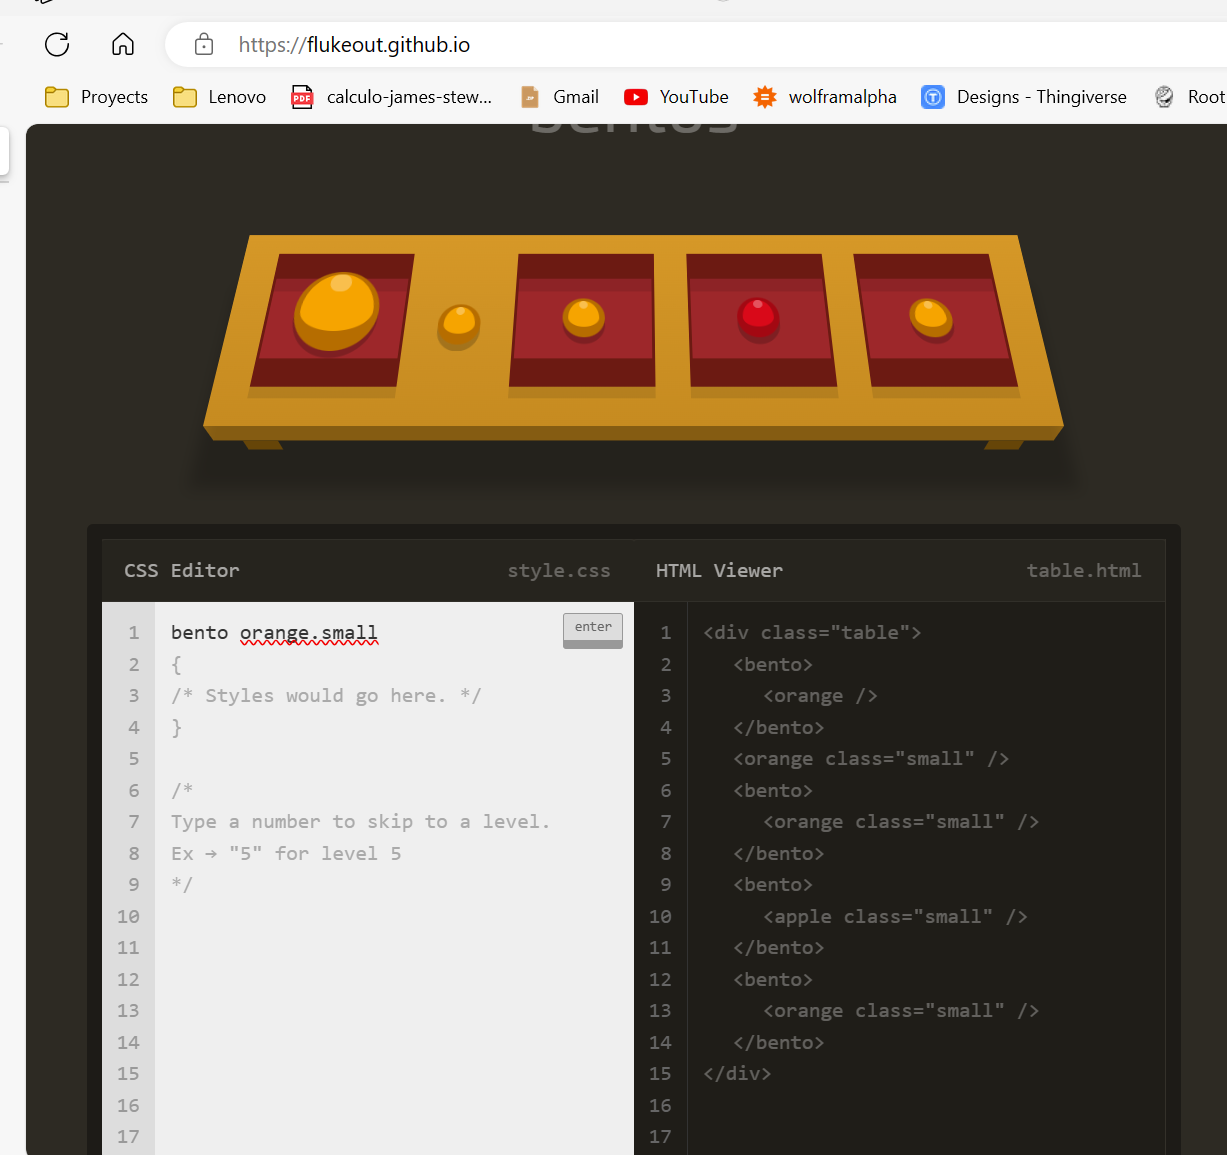 https://flukeout.github.io
Proyects Lenovo PDF calculo-james-stew... Gmail YouTube wolframalpha Designs - Thingiverse Root
bentos
CSS Editor style.css
HTML Viewer table.html
enter
1 bento orange.small
2 {
3 /* Styles would go here. */
4 }
5
6 /*
7 Type a number to skip to a level.
8 Ex → "5" for level 5
9 */
10
11
12
13
14
15
16
17
1 <div class="table">
2 <bento>
3 <orange />
4 </bento>
5 <orange class="small" />
6 <bento>
7 <orange class="small" />
8 </bento>
9 <bento>
10 <apple class="small" />
11 </bento>
12 <bento>
13 <orange class="small" />
14 </bento>
15 </div>
16
17